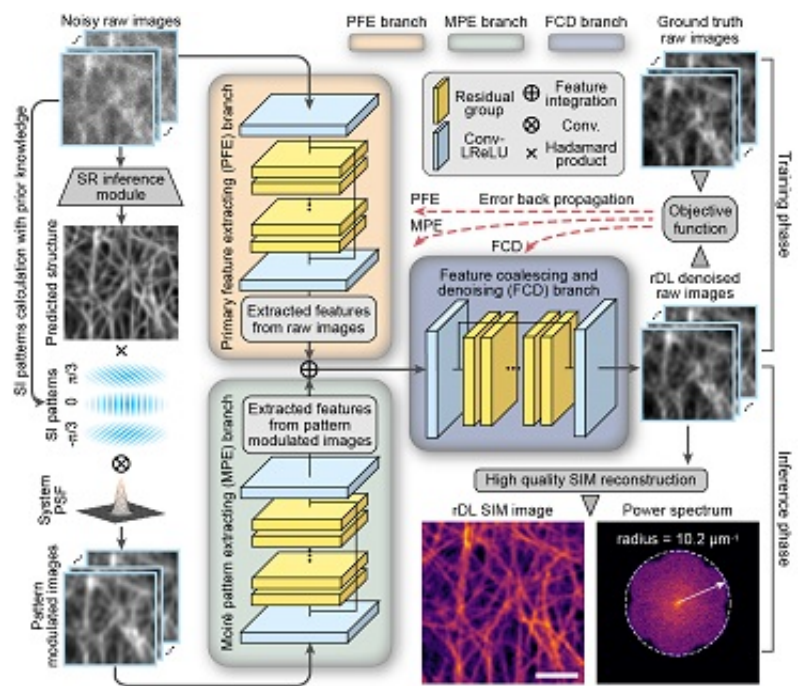 PFE branch
MPE branch
FCD branch
Noisy raw images
SI patterns calculation with prior knowledge
SR inference
module
Predicted structure
×
SI patterns
π/3
0
-π/3
System
PSF
Pattern
modulated images
Primary feature extracting (PFE) branch
Extracted features
from raw images
Extracted features
from pattern
modulated images
Moiré pattern extracting (MPE) branch
Residual
group
Conv-
LReLU
Feature
integration
Conv.
×
Hadamard
product
Ground truth
raw images
Training phase
PFE
MPE
FCD
Error back propagation
Objective
function
Feature coalescing and
denoising (FCD) branch
rDL denoised
raw images
Inference phase
High quality SIM reconstruction
rDL SIM image
Power spectrum
radius = 10.2 μm⁻¹